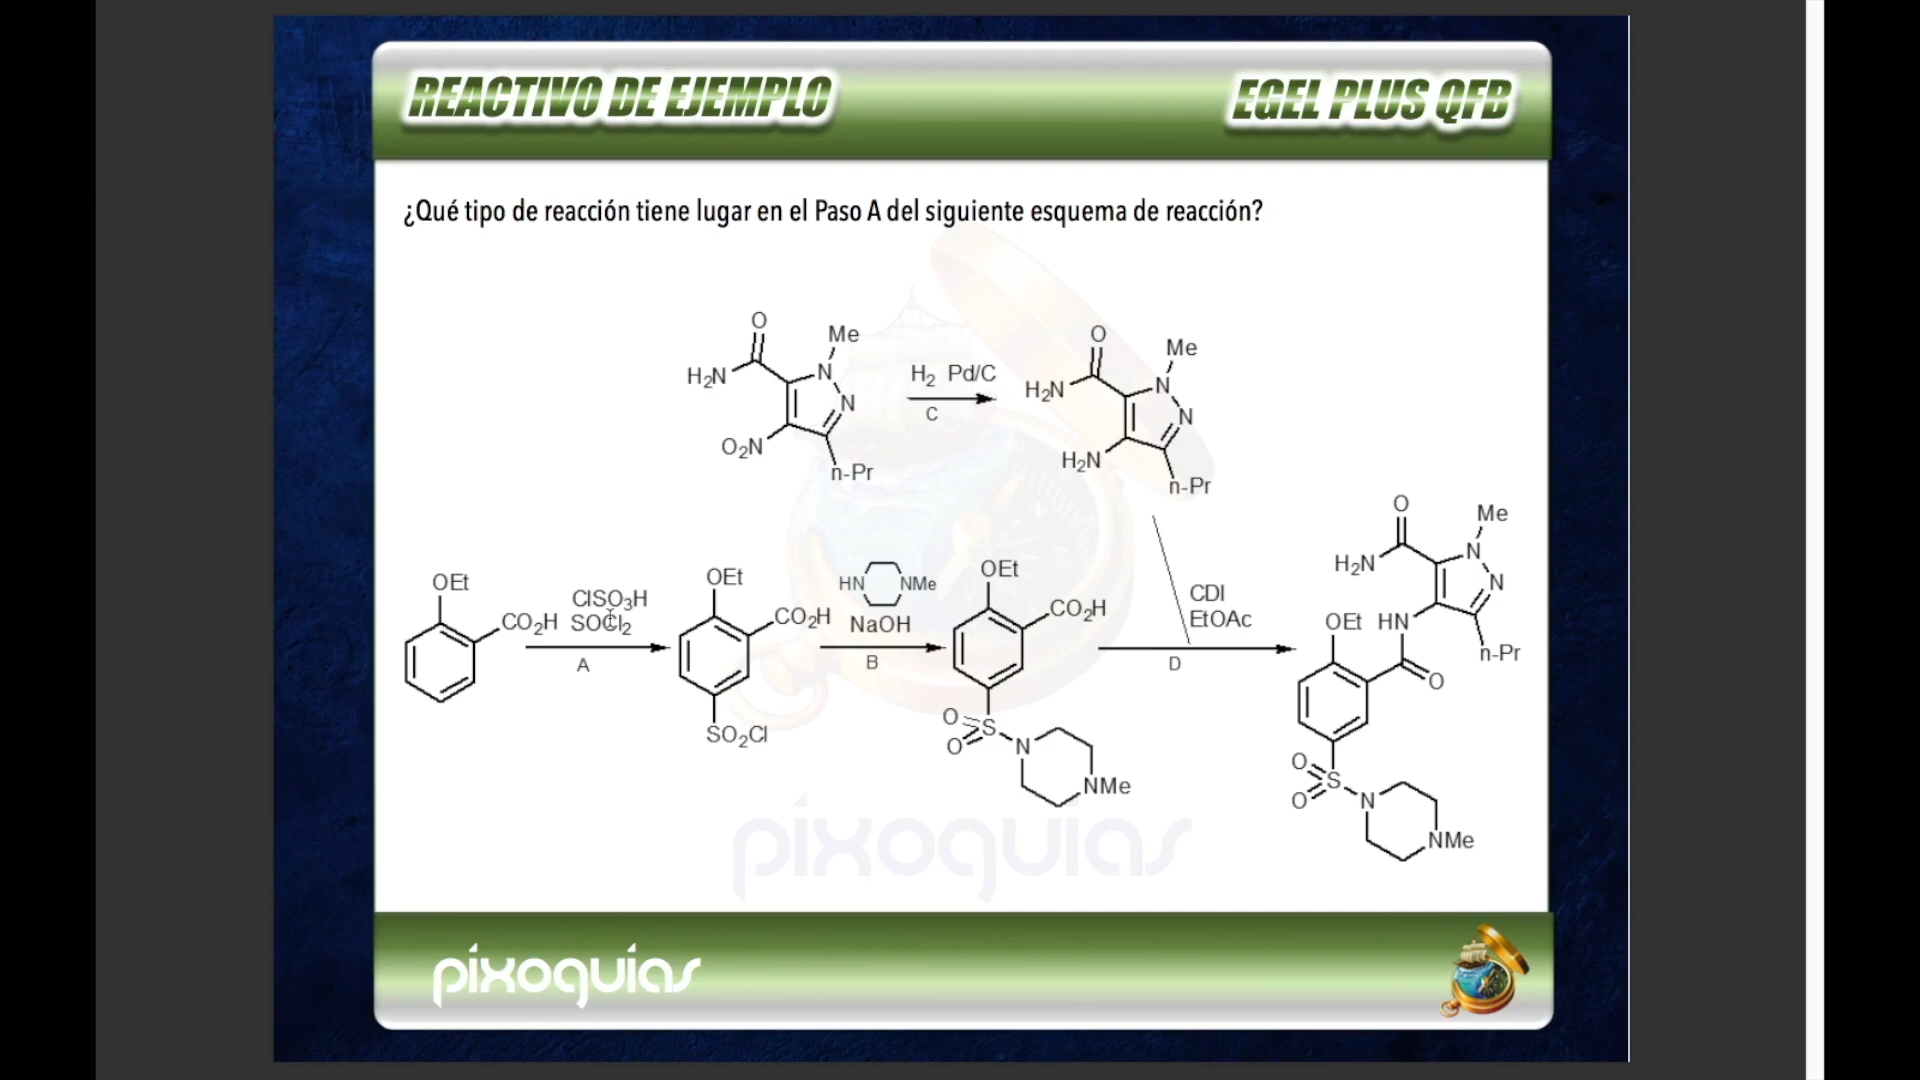 REACTIVO DE EJEMPLO
EGEL PLUS QFB
¿Qué tipo de reacción tiene lugar en el Paso A del siguiente esquema de reacción?
O
Me
H2N
N
N
O2N
n-Pr
H2 Pd/C
C
O
Me
H2N
N
N
H2N
n-Pr
OEt
CO2H
ClSO3H
SOCl2
A
OEt
CO2H
SO2Cl
HN
NMe
NaOH
B
OEt
CO2H
O
O
S
N
NMe
CDI
EtOAc
D
O
Me
H2N
N
N
OEt
HN
n-Pr
O
O
O
S
N
NMe
pixoguías
pixoguías